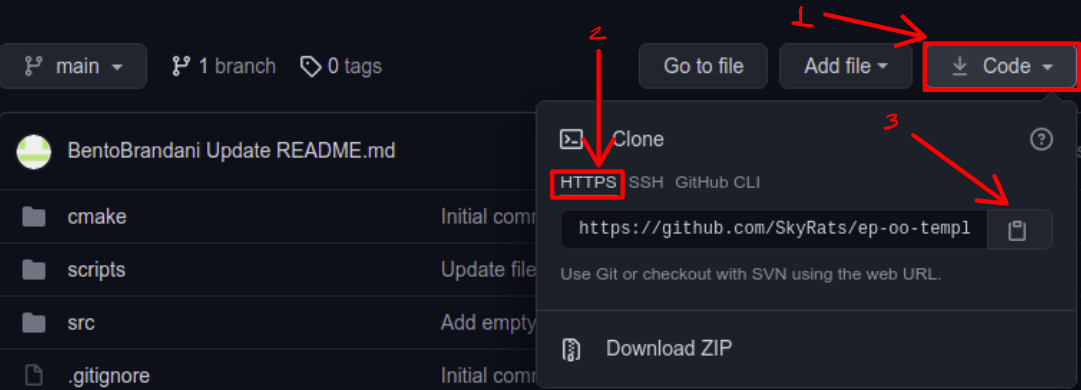 1
2
main
1 branch
0 tags
Go to file
Add file
Code
3
BentoBrandani Update README.md
Clone
HTTPS SSH GitHub CLI
cmake
Initial comm
https://github.com/SkyRats/ep-oo-templ
scripts
Update file
Use Git or checkout with SVN using the web URL.
src
Add empty
Download ZIP
.gitignore
Initial comm